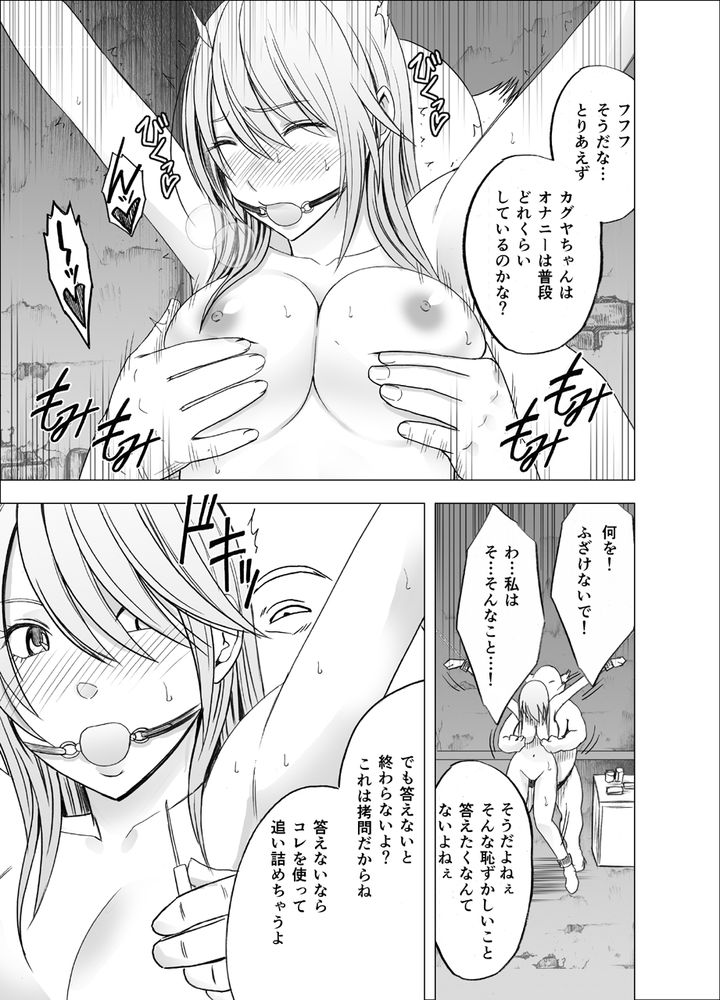 フフフ
そうだな…
とりあえず
カグヤちゃんは
オナニーは普段
どれくらい
しているのかな？
びくっ
びくっ
もみ
もみ
もみ
もみ
何を！
ふざけないで！
わ…私は
そ…そんなこと…！
そうだよねぇ
そんな恥ずかしいこと
答えたくなんて
ないよねぇ
ドキッ
でも答えないと
終わらないよ？
これは拷問だからね
答えないなら
コレを使って
追い詰めちゃうよ